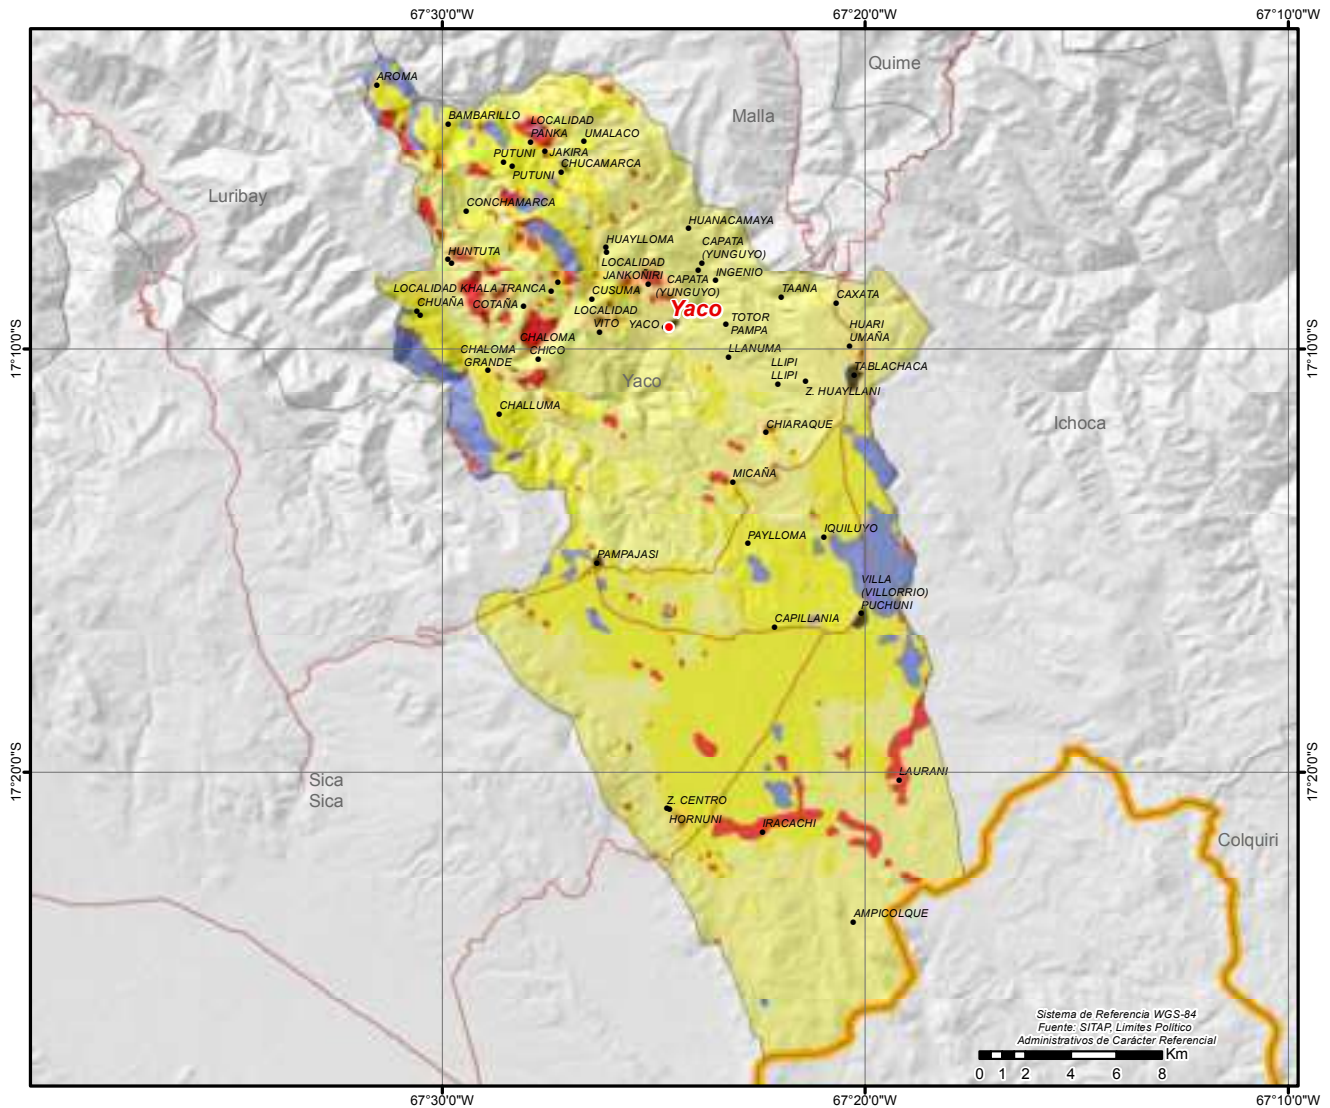 67°30'0"W
67°20'0"W
67°10'0"W
Quime
AROMA
Malla
BAMBARILLO
LOCALIDAD
PANKA
UMALACO
PUTUNI
JAKIRA
CHUCAMARCA
PUTUNI
Luribay
CONCHAMARCA
HUANACAMAYA
HUAYLLOMA
CAPATA
(YUNGUYO)
HUNTUTA
LOCALIDAD
JANKOÑIRI
CAPATA
(YUNGUYO)
INGENIO
LOCALIDAD KHALA TRANCA
CUSUMA
TAANA
CAXATA
CHUAÑA
COTAÑA
LOCALIDAD
VITO
YACO
Yaco
TOTOR
PAMPA
HUARI
UMAÑA
CHALOMA
CHICO
CHALOMA
GRANDE
LLANUMA
17°10'0"S
17°10'0"S
LLIPI
LLIPI
TABLACHACA
Yaco
Z. HUAYLLANI
CHALLUMA
CHIARAQUE
Ichoca
MICAÑA
IQUILUYO
PAYLLOMA
PAMPAJASI
VILLA
(VILLORRIO)
PUCHUNI
CAPILLANIA
17°20'0"S
17°20'0"S
Sica
Sica
LAURANI
Z. CENTRO
HORNUNI
IRACACHI
Colquiri
AMPICOLQUE
Sistema de Referencia WGS-84
Fuente: SITAP, Limites Político
Administrativos de Carácter Referencial
Km
0 1 2 4 6 8
67°30'0"W
67°20'0"W
67°10'0"W